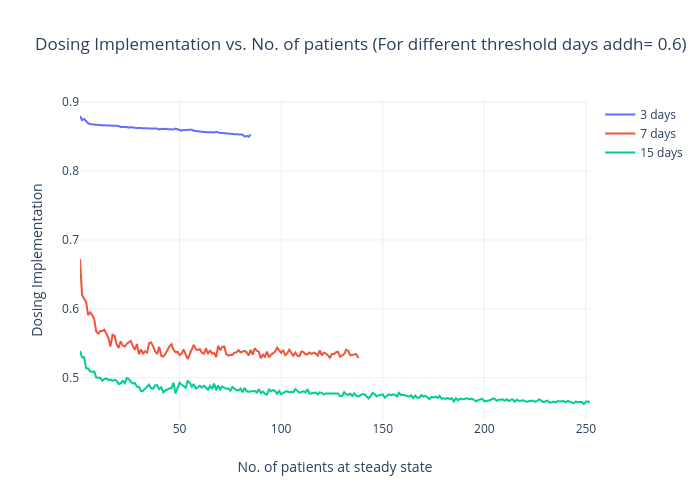 Dosing Implementation vs. No. of patients (For different threshold days addh= 0.6)
0.9
0.8
0.7
0.6
0.5
Dosing Implementation
50
100
150
200
250
No. of patients at steady state
3 days
7 days
15 days